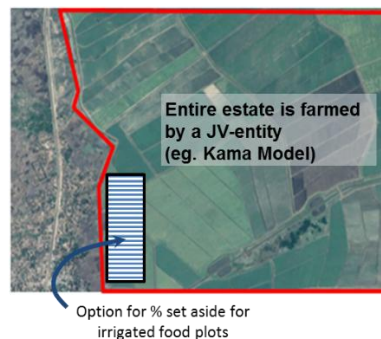 Entire estate is farmed
by a JV-entity
(eg. Kama Model)
Option for % set aside for
irrigated food plots